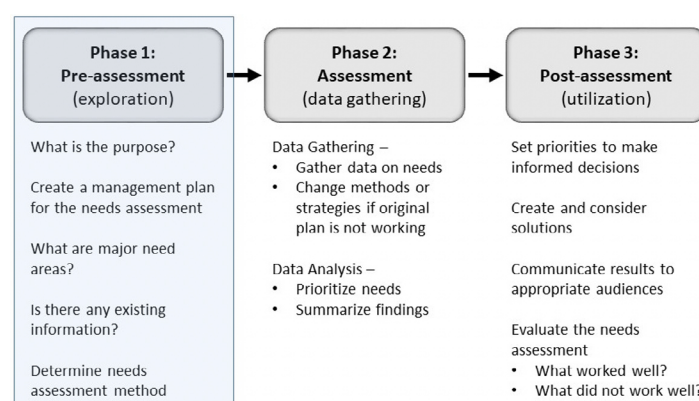 Phase 1:
Pre-assessment
(exploration)
What is the purpose?
Create a management plan
for the needs assessment
What are major need
areas?
Is there any existing
information?
Determine needs
assessment method
Phase 2:
Assessment
(data gathering)
Data Gathering –
• Gather data on needs
• Change methods or
strategies if original
plan is not working
Data Analysis –
• Prioritize needs
• Summarize findings
Phase 3:
Post-assessment
(utilization)
Set priorities to make
informed decisions
Create and consider
solutions
Communicate results to
appropriate audiences
Evaluate the needs
assessment
• What worked well?
• What did not work well?